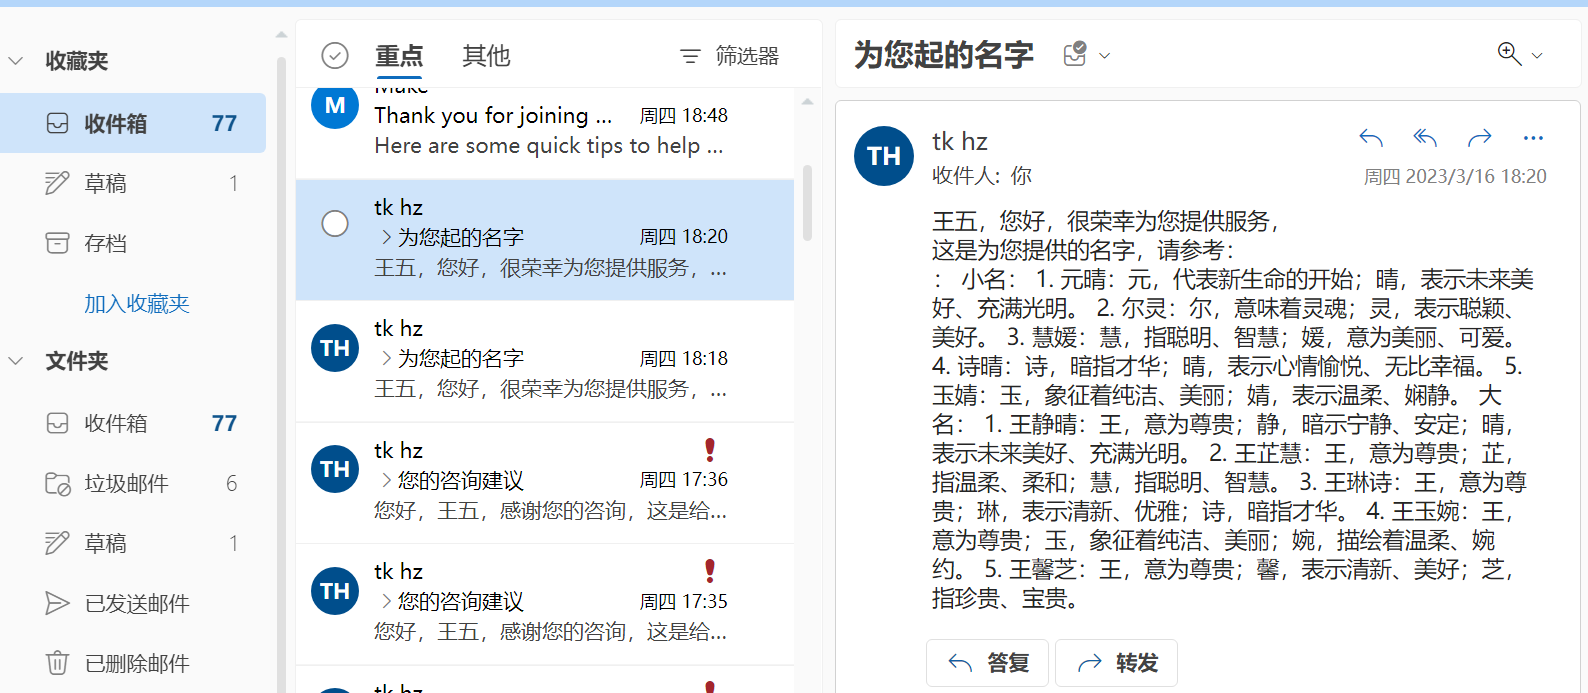 收藏夹
收件箱 77
草稿 1
存档
加入收藏夹
文件夹
收件箱 77
垃圾邮件 6
草稿 1
已发送邮件
已删除邮件
重点 其他 筛选器
M
Make
Thank you for joining ... 周四 18:48
Here are some quick tips to help ...
tk hz
为您起的名字 周四 18:20
王五，您好，很荣幸为您提供服务，...
TH
tk hz
为您起的名字 周四 18:18
王五，您好，很荣幸为您提供服务，...
TH
tk hz
您的咨询建议 周四 17:36
您好，王五，感谢您的咨询，这是给...
TH
tk hz
您的咨询建议 周四 17:35
您好，王五，感谢您的咨询，这是给...
tk hz
为您起的名字
TH
tk hz
收件人: 你
周四 2023/3/16 18:20
王五，您好，很荣幸为您提供服务，
这是为您提供的名字，请参考：
： 小名： 1. 元晴：元，代表新生命的开始；晴，表示未来美
好、充满光明。 2. 尔灵：尔，意味着灵魂；灵，表示聪颖、
美好。 3. 慧媛：慧，指聪明、智慧；媛，意为美丽、可爱。
4. 诗晴：诗，暗指才华；晴，表示心情愉悦、无比幸福。 5.
玉婧：玉，象征着纯洁、美丽；婧，表示温柔、娴静。 大
名： 1. 王静晴：王，意为尊贵；静，暗示宁静、安定；晴，
表示未来美好、充满光明。 2. 王芷慧：王，意为尊贵；芷，
指温柔、柔和；慧，指聪明、智慧。 3. 王琳诗：王，意为尊
贵；琳，表示清新、优雅；诗，暗指才华。 4. 王玉婉：王，
意为尊贵；玉，象征着纯洁、美丽；婉，描绘着温柔、婉
约。 5. 王馨芝：王，意为尊贵；馨，表示清新、美好；芝，
指珍贵、宝贵。
答复 转发